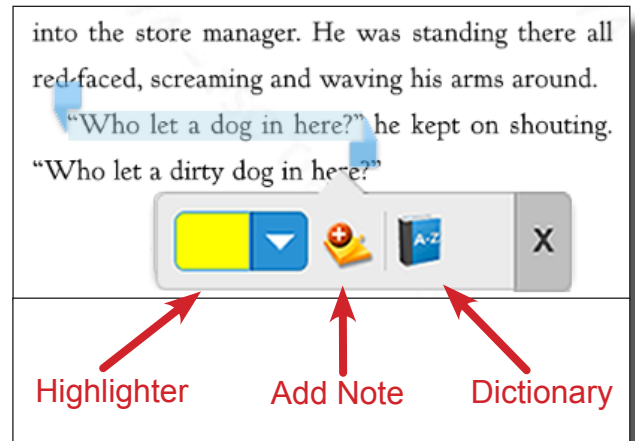 into the store manager. He was standing there all
red-faced, screaming and waving his arms around.
“Who let a dog in here?” he kept on shouting.
“Who let a dirty dog in here?”
A-Z
X
Highlighter
Add Note
Dictionary